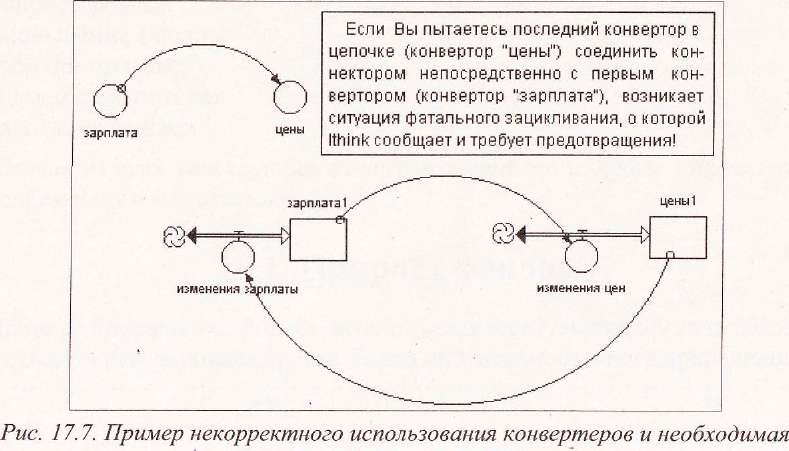 Если Вы пытаетесь последний конвертор в
цепочке (конвертор "цены") соединить кон-
нектором непосредственно с первым кон-
вертором (конвертор "зарплата"), возникает
ситуация фатального зацикливания, о которой
Ithink сообщает и требует предотвращения!
зарплата
цены
зарплата1
цены1
изменения зарплаты
изменения цен
Рис. 17.7. Пример некорректного использования конвертеров и необходимая